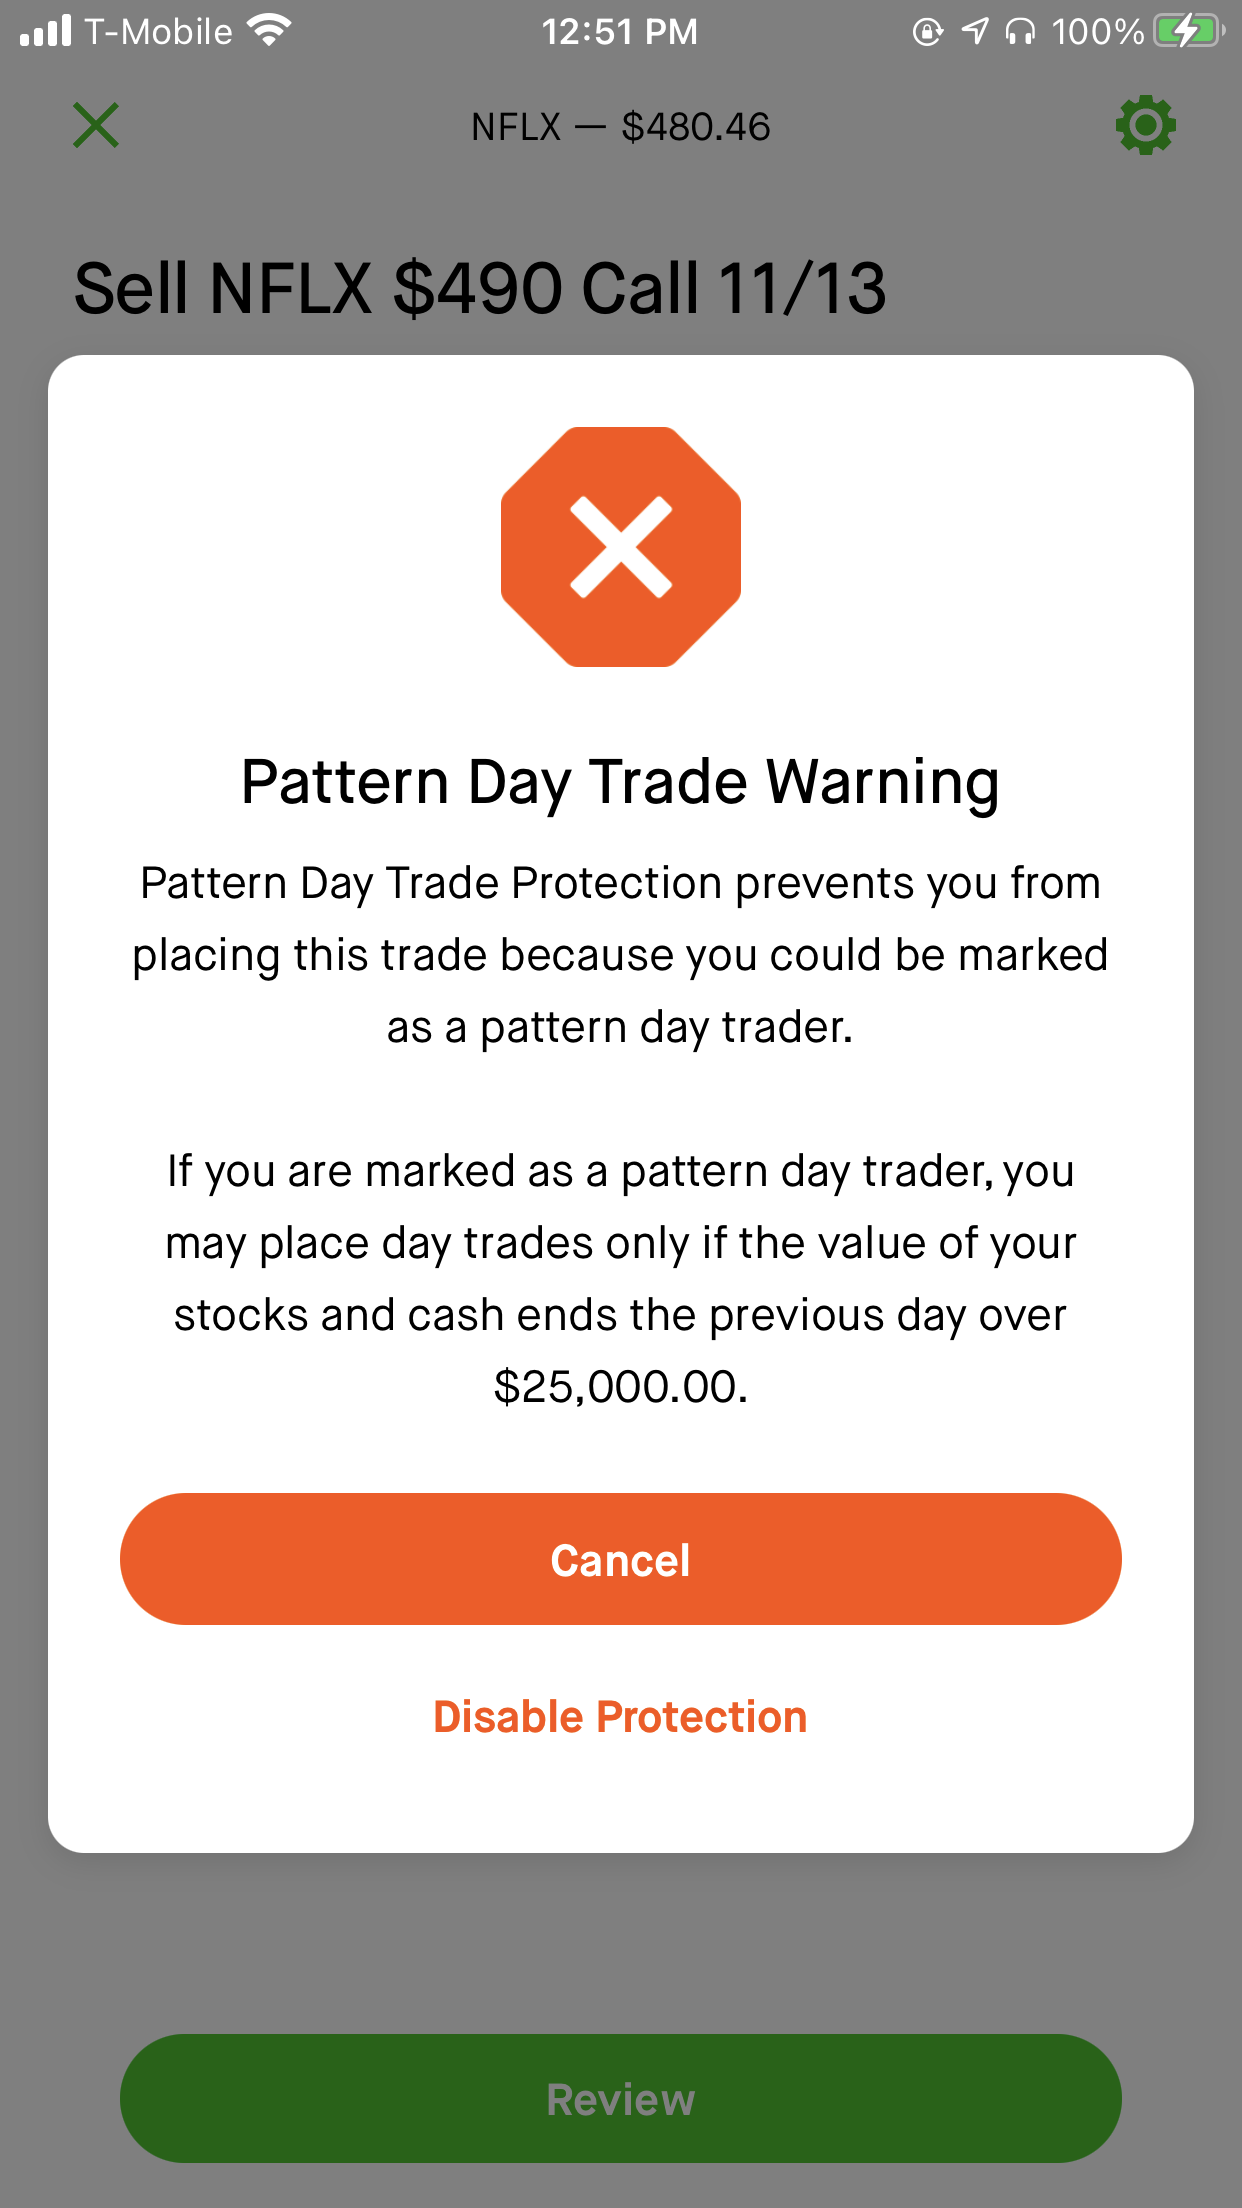 T-Mobile 12:51 PM 100%
NFLX — $480.46
Sell NFLX $490 Call 11/13
Pattern Day Trade Warning
Pattern Day Trade Protection prevents you from
placing this trade because you could be marked
as a pattern day trader.
If you are marked as a pattern day trader, you
may place day trades only if the value of your
stocks and cash ends the previous day over
$25,000.00.
Cancel
Disable Protection
Review